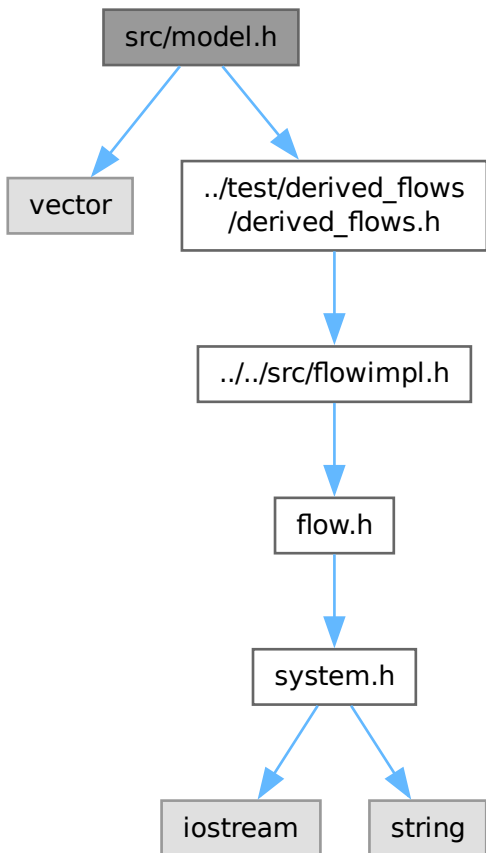 src/model.h
vector
../test/derived_flows
/derived_flows.h
../../src/flowimpl.h
flow.h
system.h
iostream
string